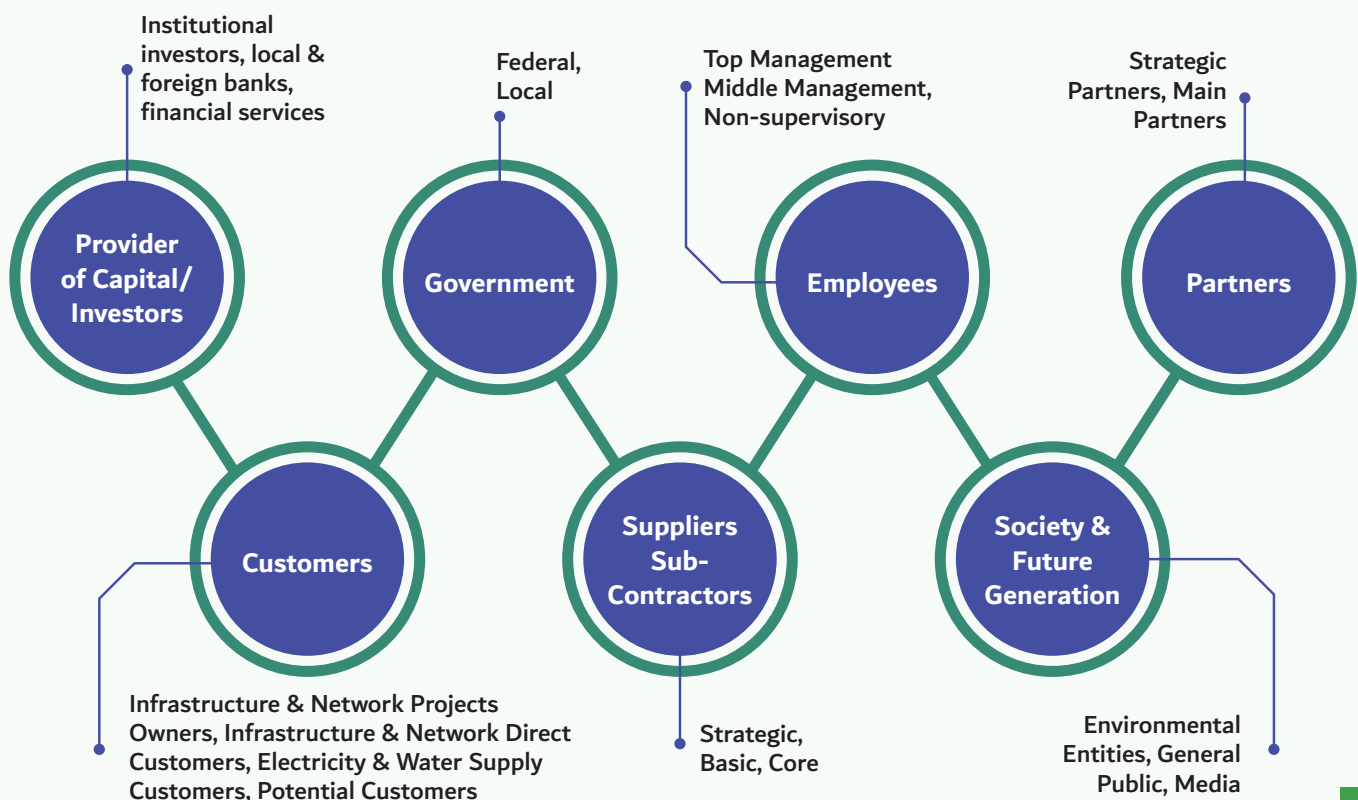 Institutional
investors, local &
foreign banks,
financial services
Federal,
Local
Top Management
Middle Management,
Non-supervisory
Strategic
Partners, Main
Partners
Provider
of Capital/
Investors
Government
Employees
Partners
Customers
Suppliers
Sub-
Contractors
Society &
Future
Generation
Infrastructure & Network Projects
Owners, Infrastructure & Network Direct
Customers, Electricity & Water Supply
Customers, Potential Customers
Strategic,
Basic, Core
Environmental
Entities, General
Public, Media